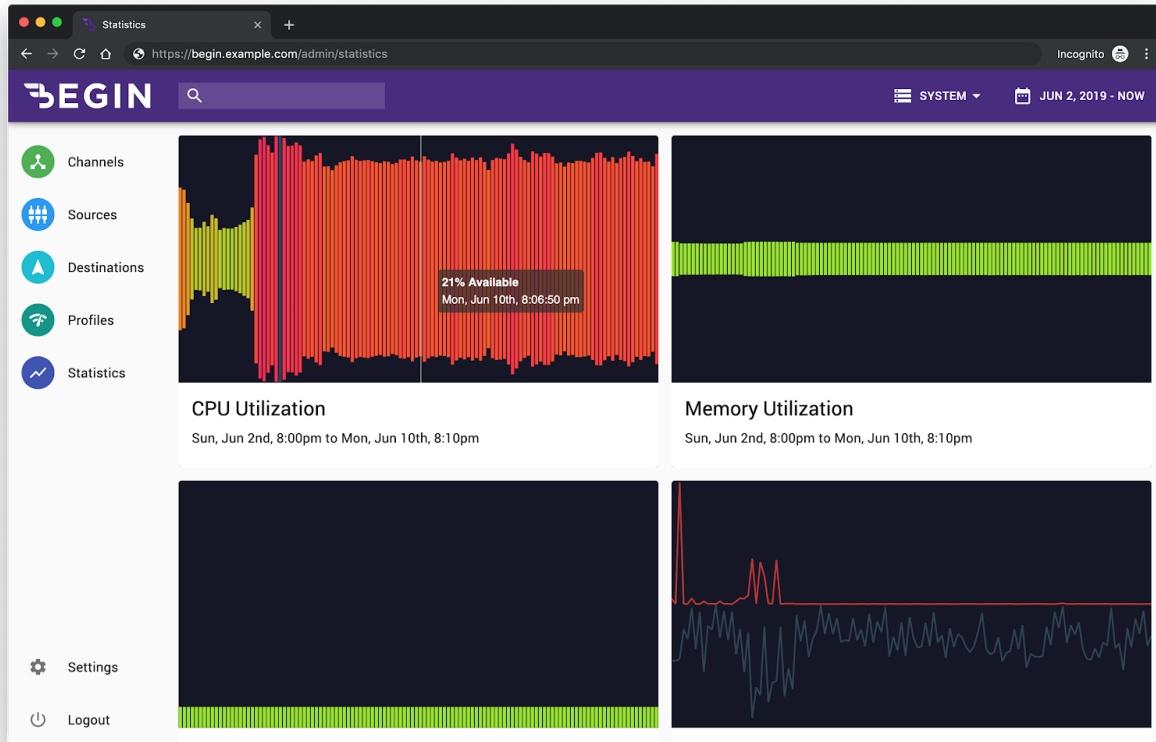 Statistics
https://begin.example.com/admin/statistics
Incognito
BEGIN
SYSTEM
JUN 2, 2019 - NOW
Channels
Sources
Destinations
Profiles
Statistics
Settings
Logout
21% Available
Mon, Jun 10th, 8:06:50 pm
CPU Utilization
Sun, Jun 2nd, 8:00pm to Mon, Jun 10th, 8:10pm
Memory Utilization
Sun, Jun 2nd, 8:00pm to Mon, Jun 10th, 8:10pm